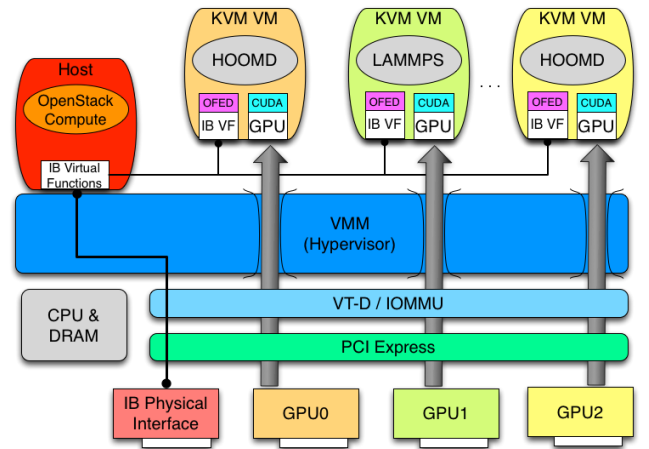 KVM VM
KVM VM
KVM VM
Host
HOOMD
LAMMPS
HOOMD
. . .
OpenStack
Compute
OFED
CUDA
OFED
CUDA
OFED
CUDA
IB VF
GPU
IB VF
GPU
IB VF
GPU
IB Virtual
Functions
VMM
(Hypervisor)
CPU &
DRAM
VT-D / IOMMU
PCI Express
IB Physical
Interface
GPU0
GPU1
GPU2